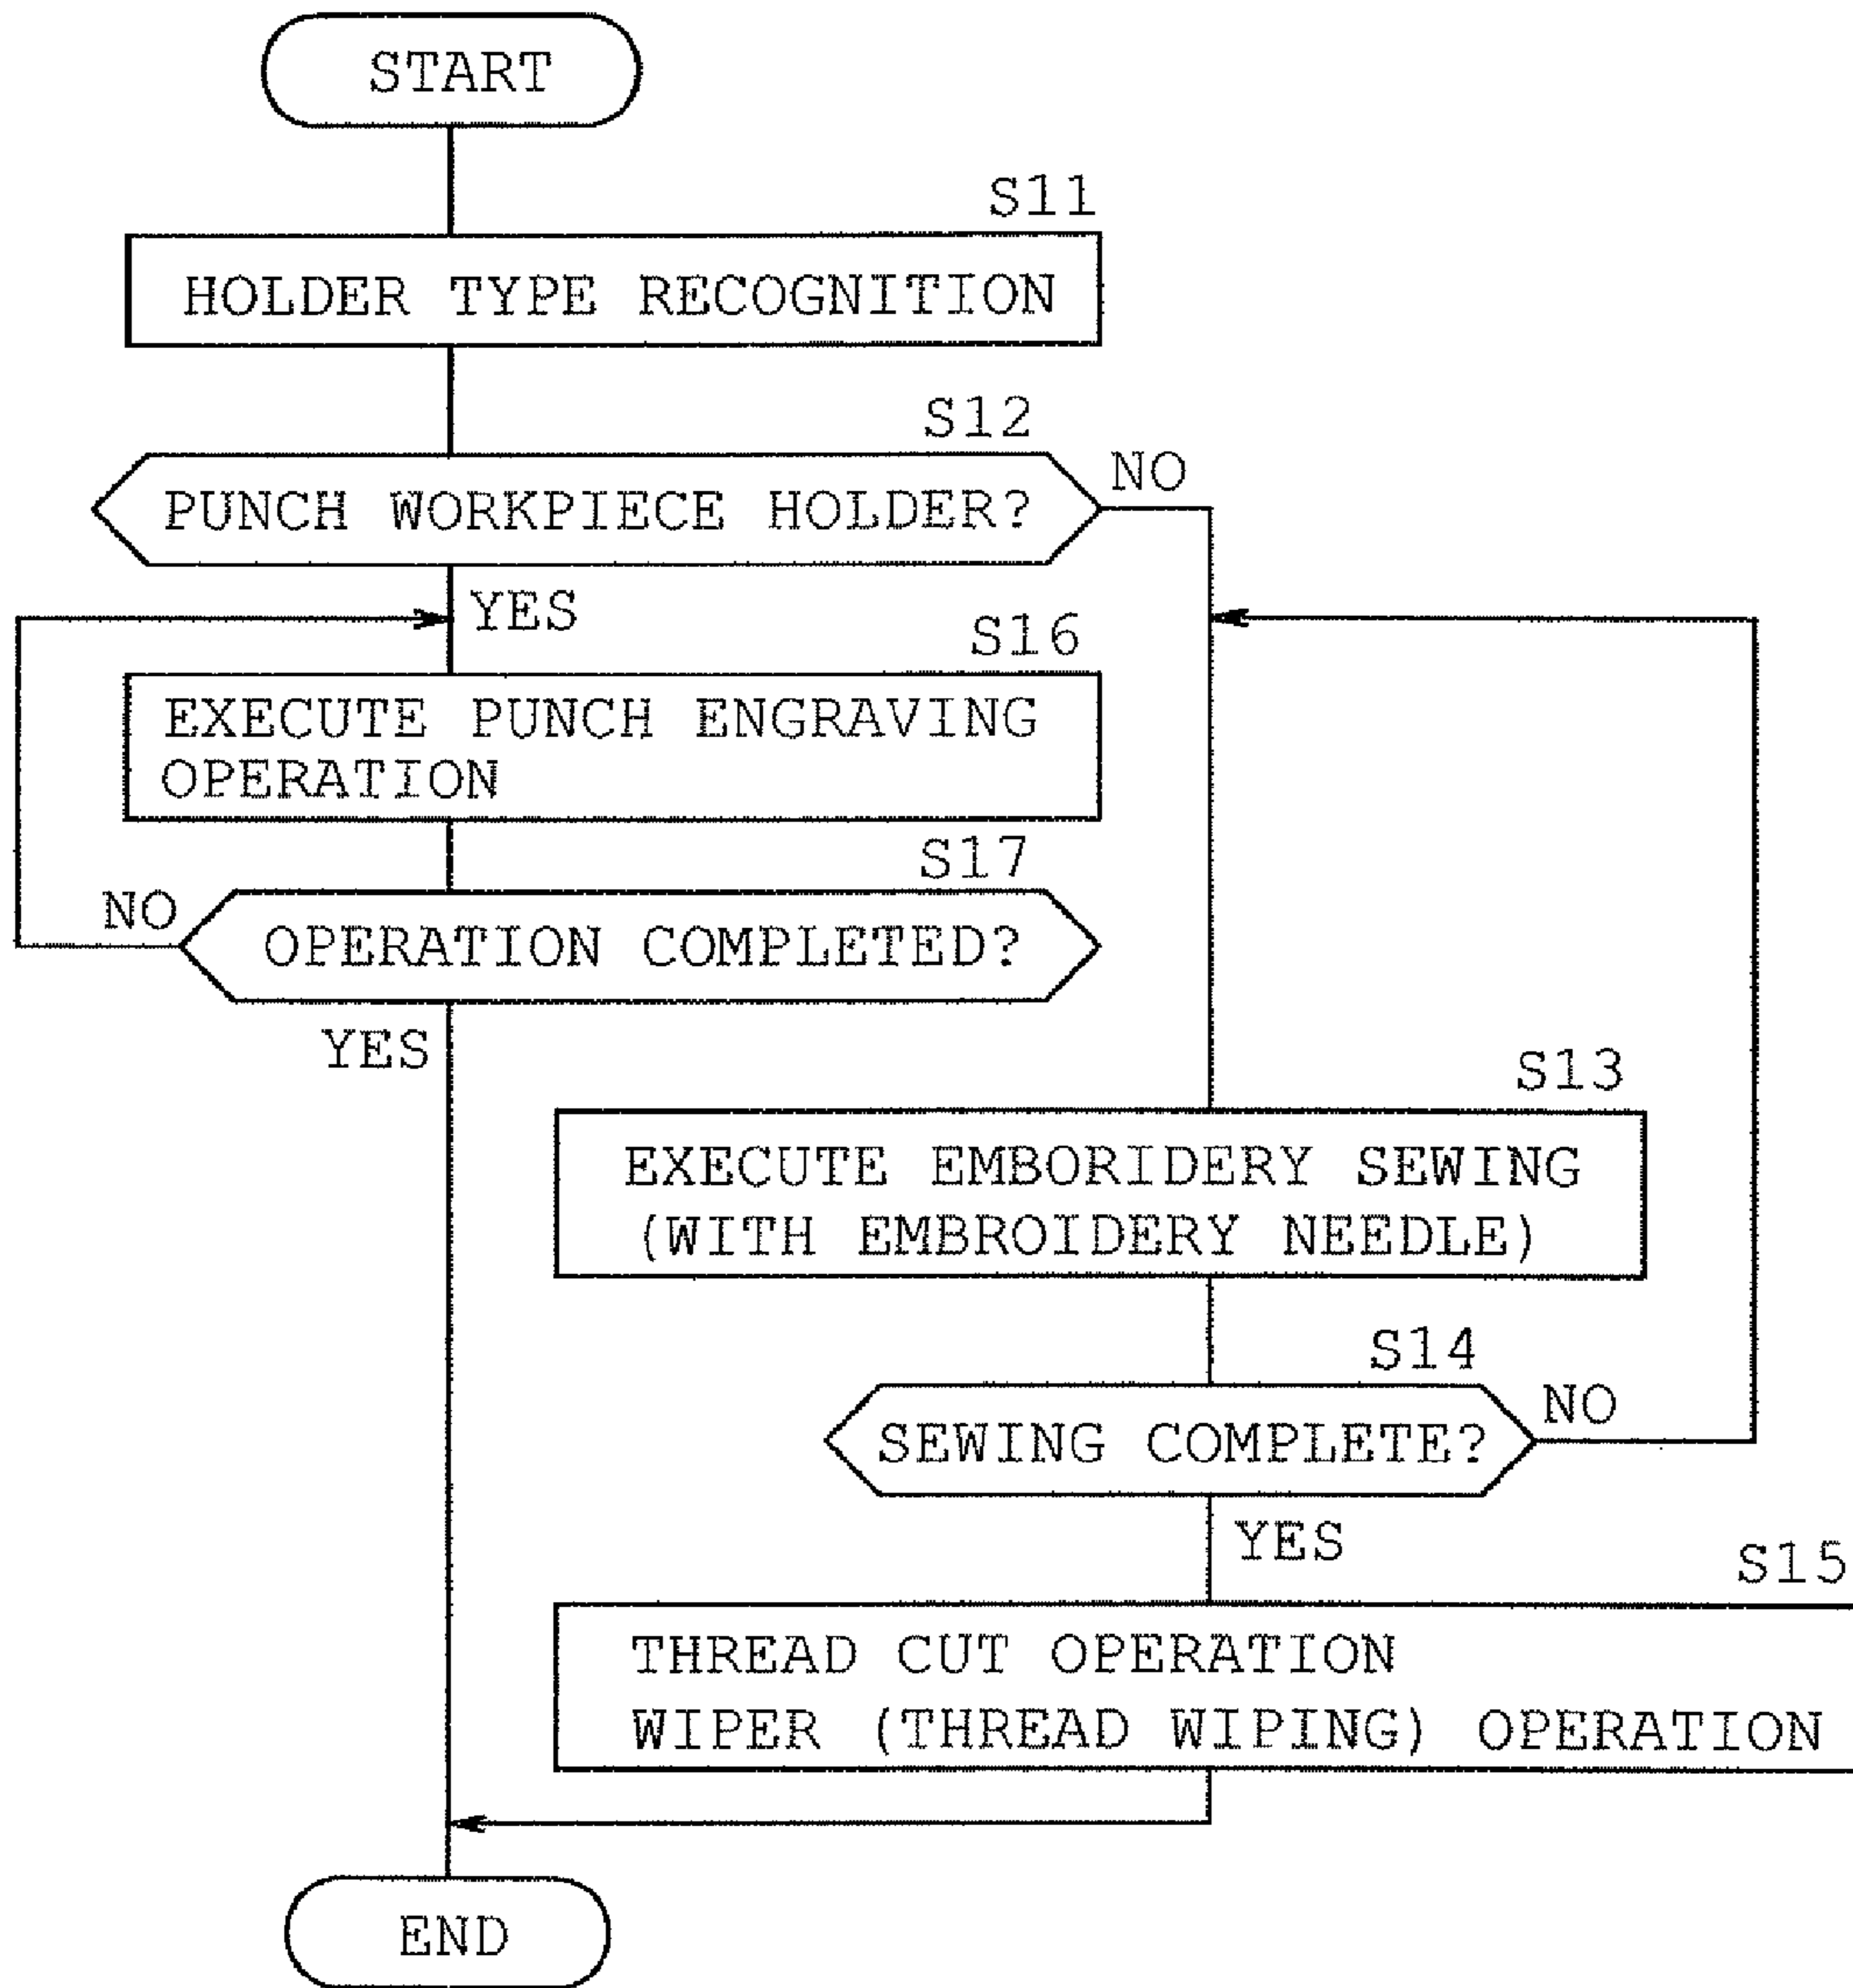 START
S11
HOLDER TYPE RECOGNITION
S12
PUNCH WORKPIECE HOLDER?
NO
YES
S16
EXECUTE PUNCH ENGRAVING
OPERATION
S17
NO
OPERATION COMPLETED?
YES
S13
EXECUTE EMBORIDERY SEWING
(WITH EMBROIDERY NEEDLE)
S14
SEWING COMPLETE?
NO
YES
S15
THREAD CUT OPERATION
WIPER (THREAD WIPING) OPERATION
END